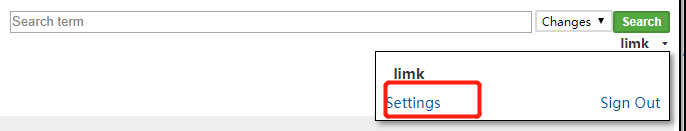 Search term Changes Search
limk
limk
Settings Sign Out